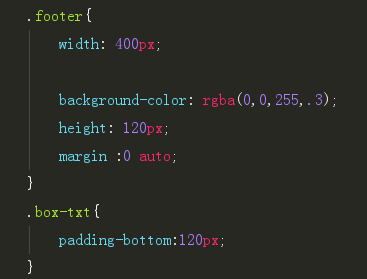 .footer{
width: 400px;
background-color: rgba(0,0,255,.3);
height: 120px;
margin :0 auto;
}
.box-txt{
padding-bottom:120px;
}